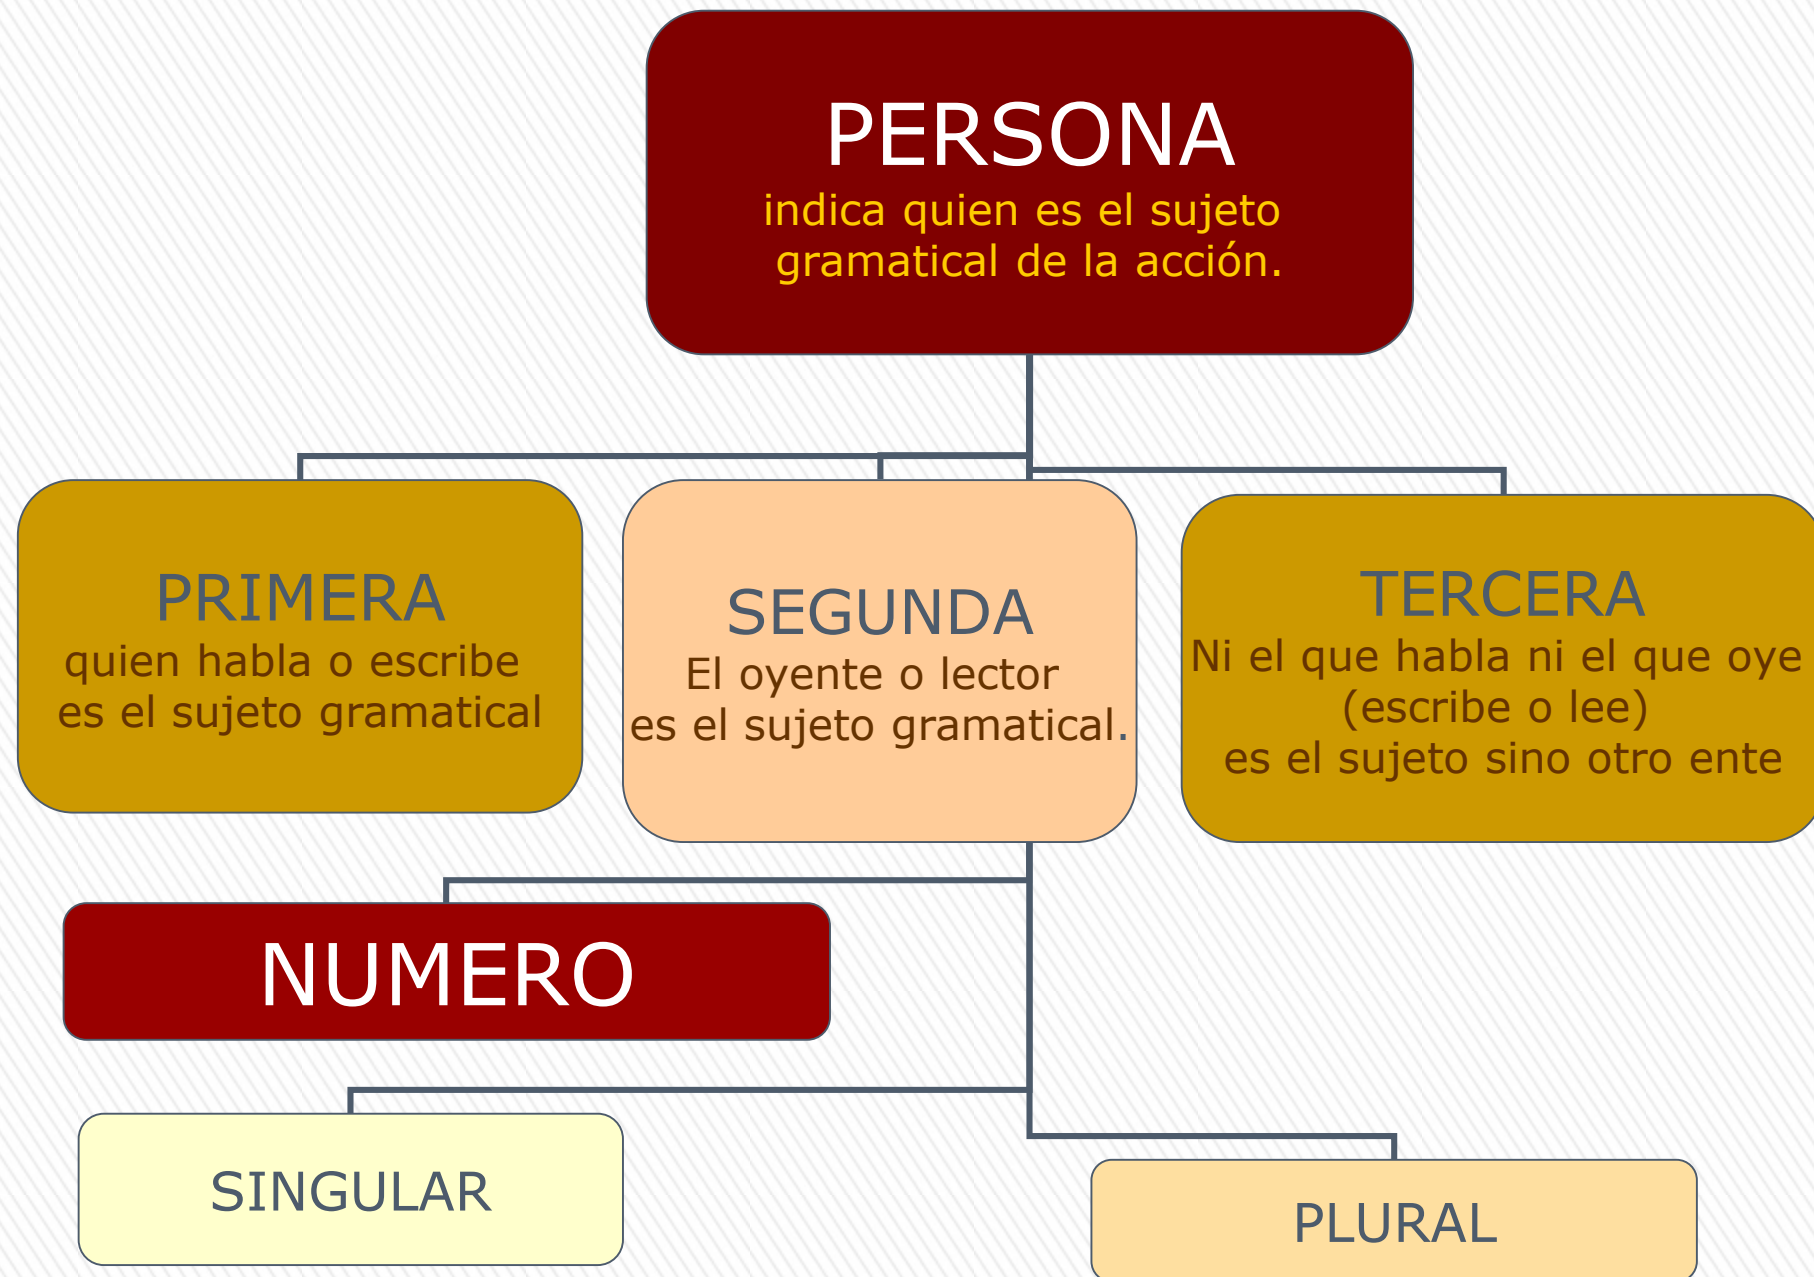 PERSONA
indica quien es el sujeto
gramatical de la acción.
PRIMERA
quien habla o escribe
es el sujeto gramatical
SEGUNDA
El oyente o lector
es el sujeto gramatical.
TERCERA
Ni el que habla ni el que oye
(escribe o lee)
es el sujeto sino otro ente
NUMERO
SINGULAR
PLURAL